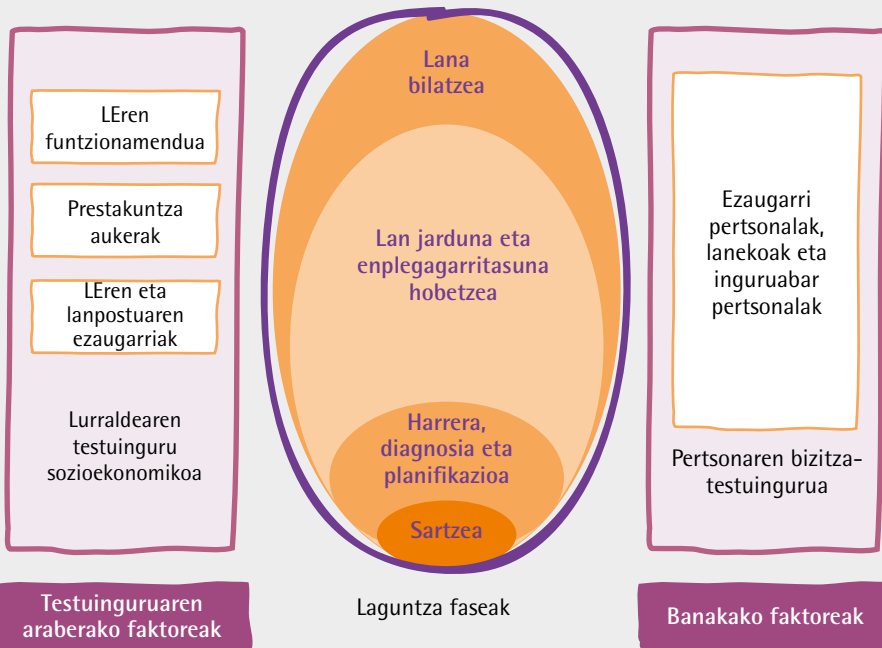 LEren
funtzionamendua
Prestakuntza
aukerak
LEren eta
lanpostuaren
ezaugarriak
Lurraldearen
testuinguru
sozioekonomikoa
Testuinguruaren
araberako faktoreak
Lana
bilatzea
Lan jarduna eta
enplegagarritasuna
hobetzea
Harrera,
diagnosia eta
planifikazioa
Sartzea
Laguntza faseak
Ezaugarri
pertsonalak,
lanekoak eta
inguruabar
pertsonalak
Pertsonaren bizitza-
testuingurua
Banakako faktoreak